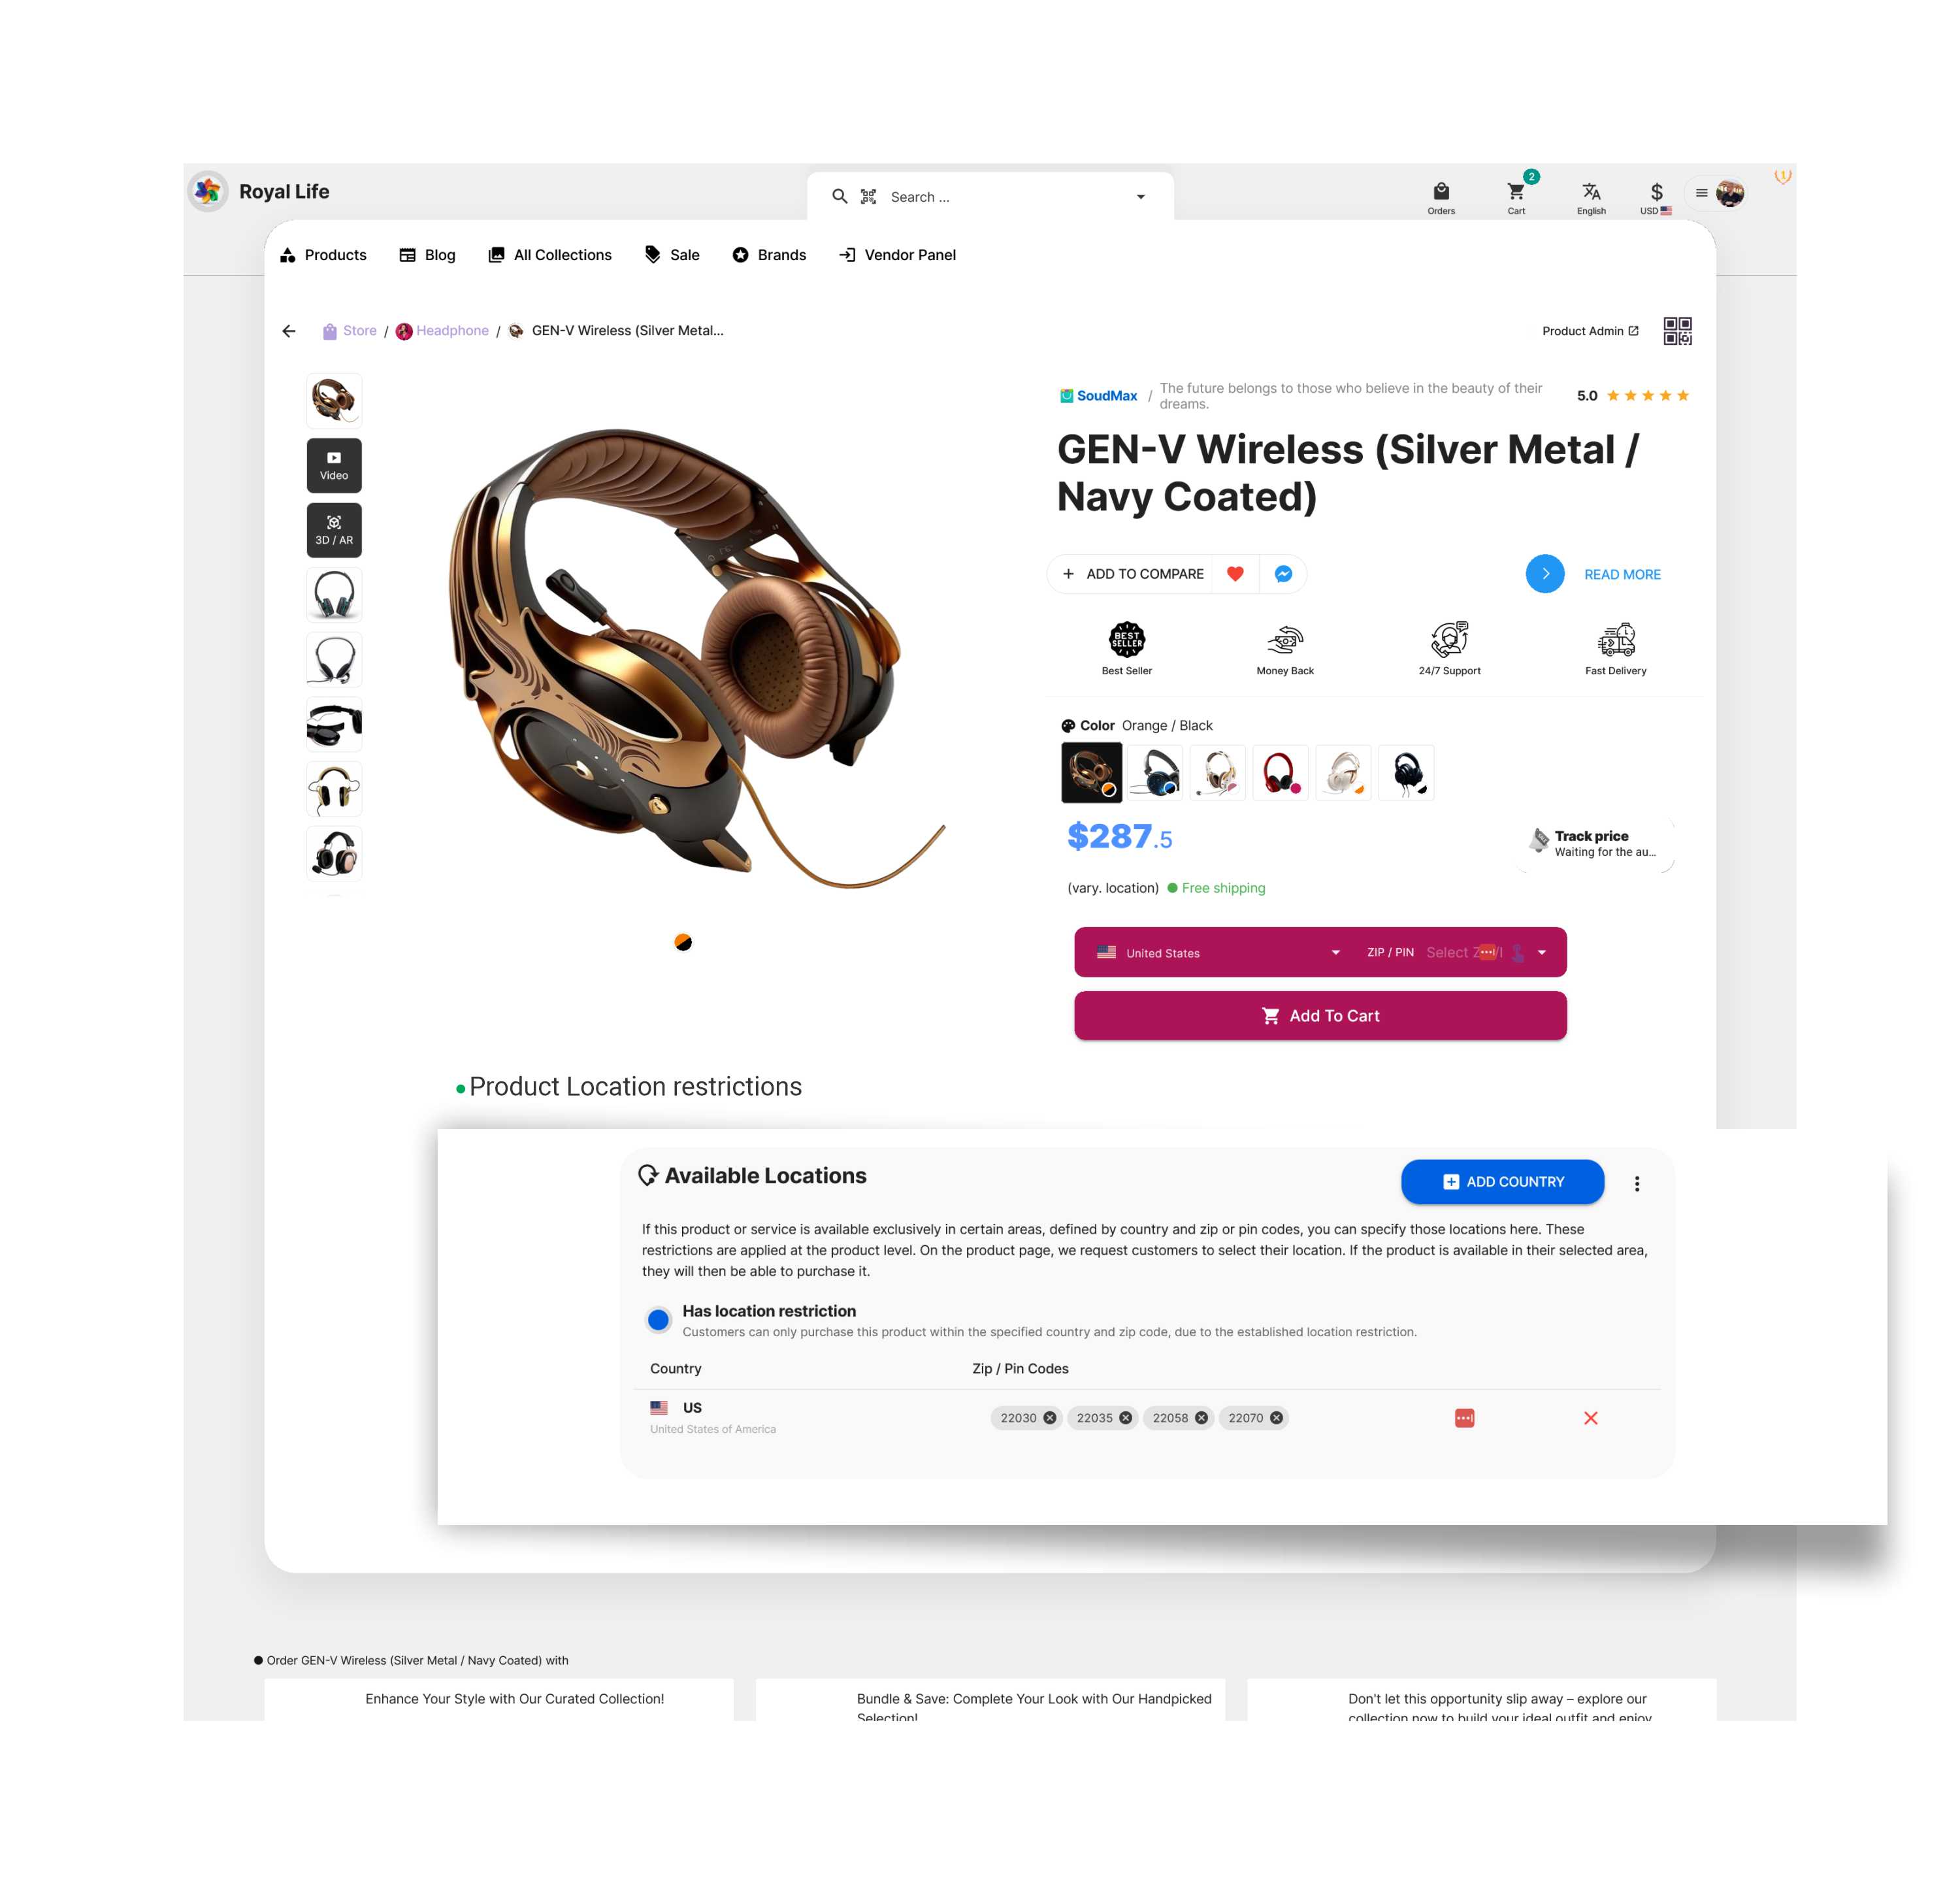 Royal Life
Search ...
Orders
2
Cart
English
$
USD
Products
Blog
All Collections
Sale
Brands
Vendor Panel
Store / Headphone / GEN-V Wireless (Silver Metal...
Product Admin
Video
3D / AR
SoudMax / The future belongs to those who believe in the beauty of their
dreams.
5.0
GEN-V Wireless (Silver Metal /
Navy Coated)
+ ADD TO COMPARE
READ MORE
BEST
SELLER
Best Seller
Money Back
24/7 Support
Fast Delivery
Color Orange / Black
$287.5
Track price
Waiting for the au...
(vary. location) Free shipping
United States
ZIP / PIN Select
Add To Cart
Product Location restrictions
Available Locations
ADD COUNTRY
If this product or service is available exclusively in certain areas, defined by country and zip or pin codes, you can specify those locations here. These
restrictions are applied at the product level. On the product page, we request customers to select their location. If the product is available in their selected area,
they will then be able to purchase it.
Has location restriction
Customers can only purchase this product within the specified country and zip code, due to the established location restriction.
Country
Zip / Pin Codes
US
United States of America
22030
22035
22058
22070
Order GEN-V Wireless (Silver Metal / Navy Coated) with
Enhance Your Style with Our Curated Collection!
Bundle & Save: Complete Your Look with Our Handpicked
Selection!
Don't let this opportunity slip away – explore our
collection now to build your ideal outfit and enjoy